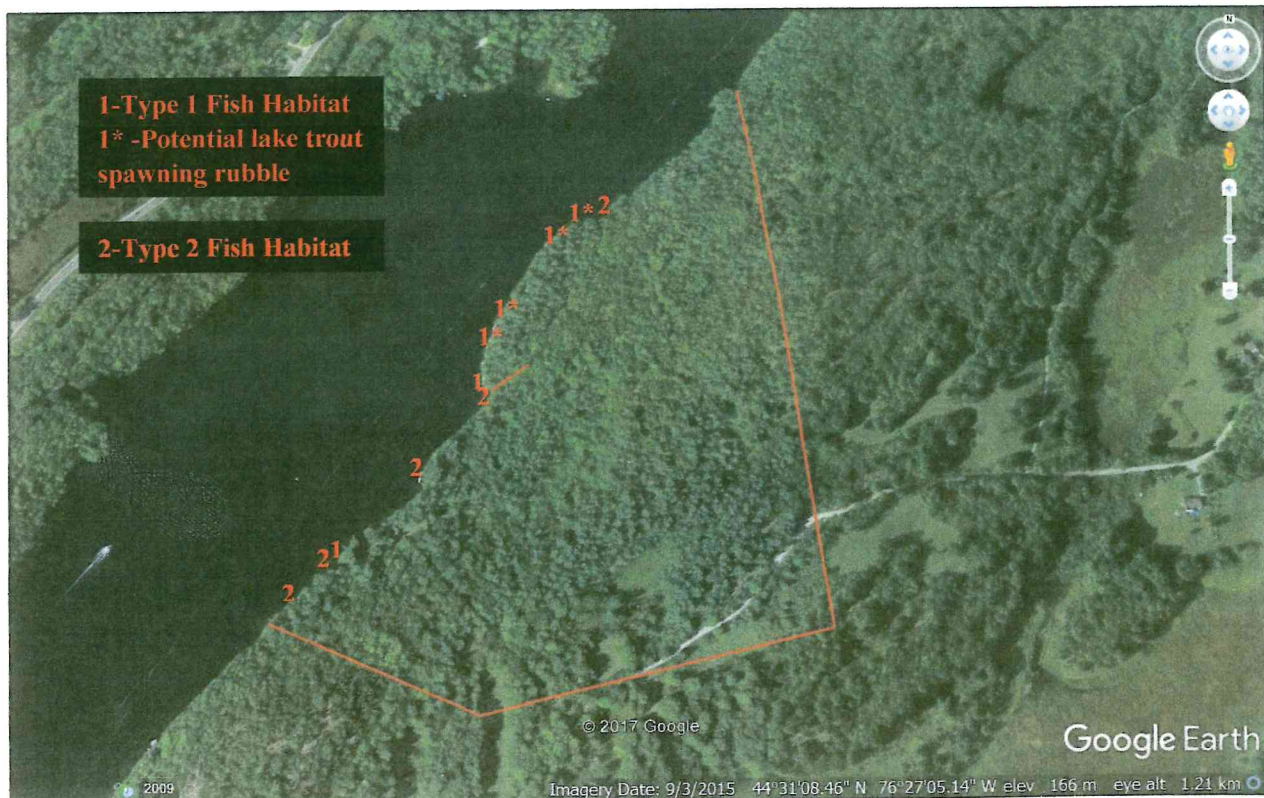 N
1-Type 1 Fish Habitat
1* -Potential lake trout
spawning rubble
2-Type 2 Fish Habitat
1* 2
1*
1*
1*
1
2
2
2 1
2
© 2017 Google
Google Earth
2009
Imagery Date: 9/3/2015 44°31'08.46" N 76°27'05.14" W elev 166 m eye alt 1.21 km